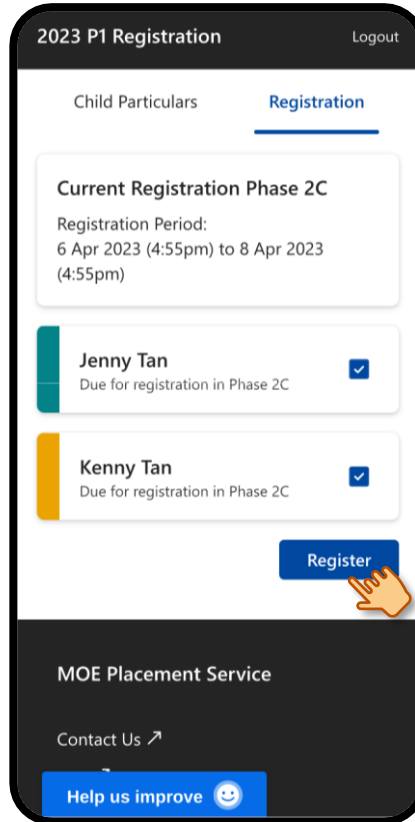 2023 P1 Registration
Logout
Child Particulars
Registration
Current Registration Phase 2C
Registration Period:
6 Apr 2023 (4:55pm) to 8 Apr 2023
(4:55pm)
Jenny Tan
Due for registration in Phase 2C
Kenny Tan
Due for registration in Phase 2C
Register
MOE Placement Service
Contact Us ↗
Help us improve